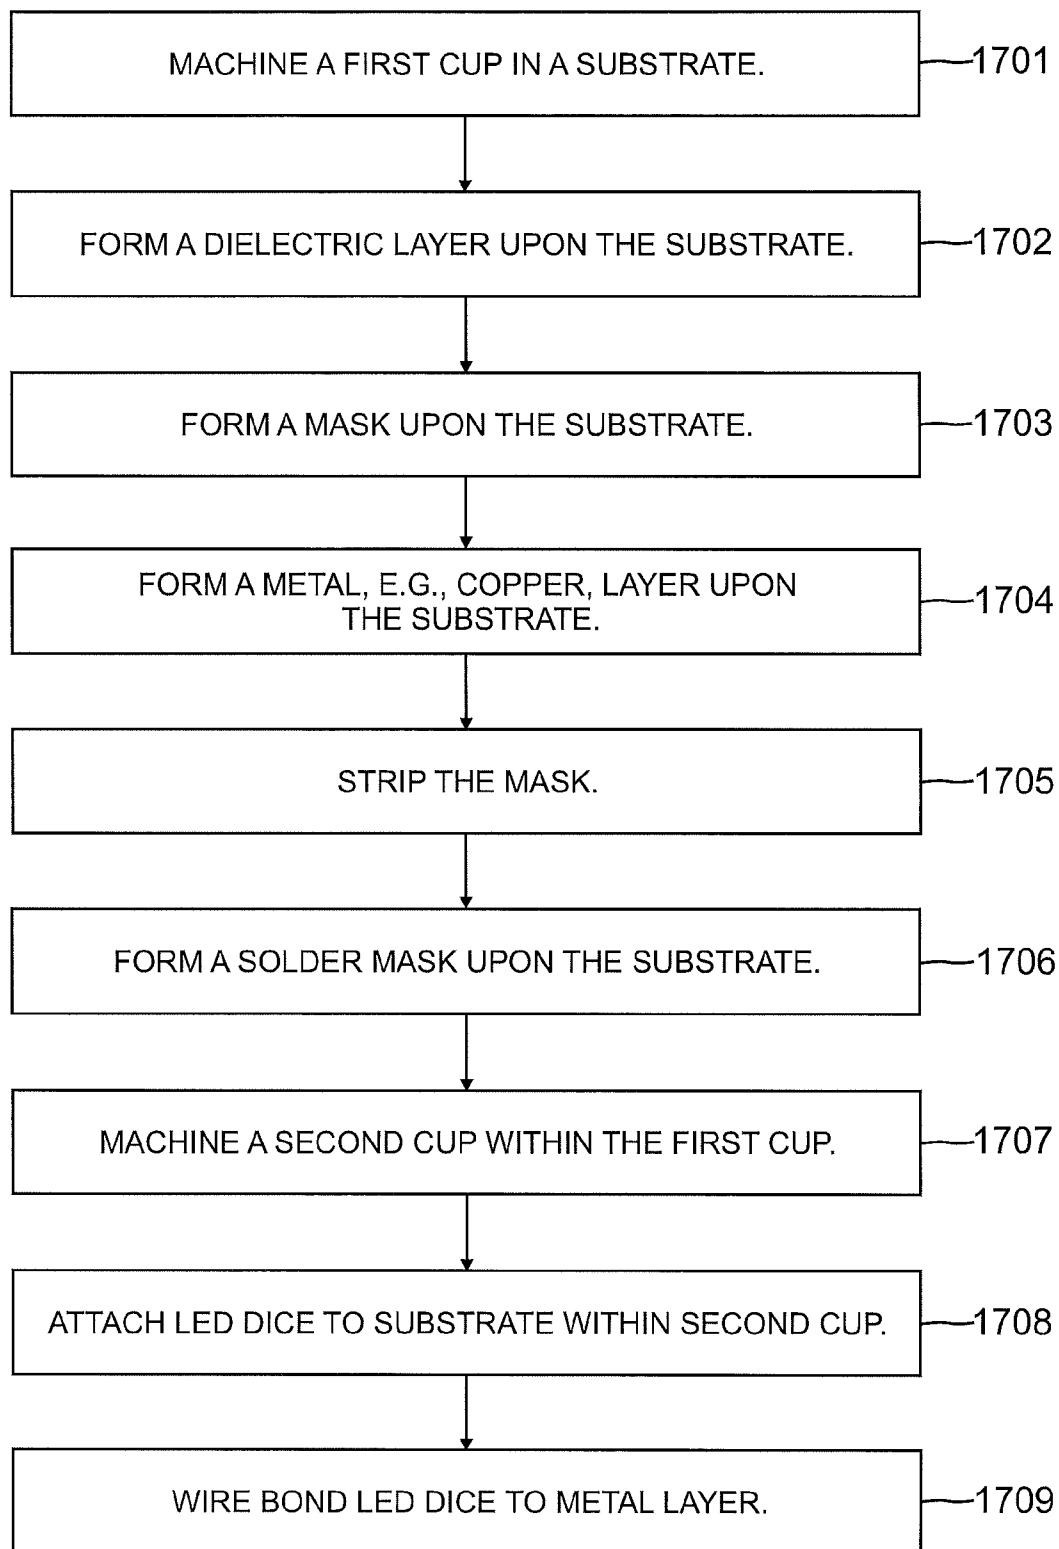 MACHINE A FIRST CUP IN A SUBSTRATE.
1701
FORM A DIELECTRIC LAYER UPON THE SUBSTRATE.
1702
FORM A MASK UPON THE SUBSTRATE.
1703
FORM A METAL, E.G., COPPER, LAYER UPON
THE SUBSTRATE.
1704
STRIP THE MASK.
1705
FORM A SOLDER MASK UPON THE SUBSTRATE.
1706
MACHINE A SECOND CUP WITHIN THE FIRST CUP.
1707
ATTACH LED DICE TO SUBSTRATE WITHIN SECOND CUP.
1708
WIRE BOND LED DICE TO METAL LAYER.
1709